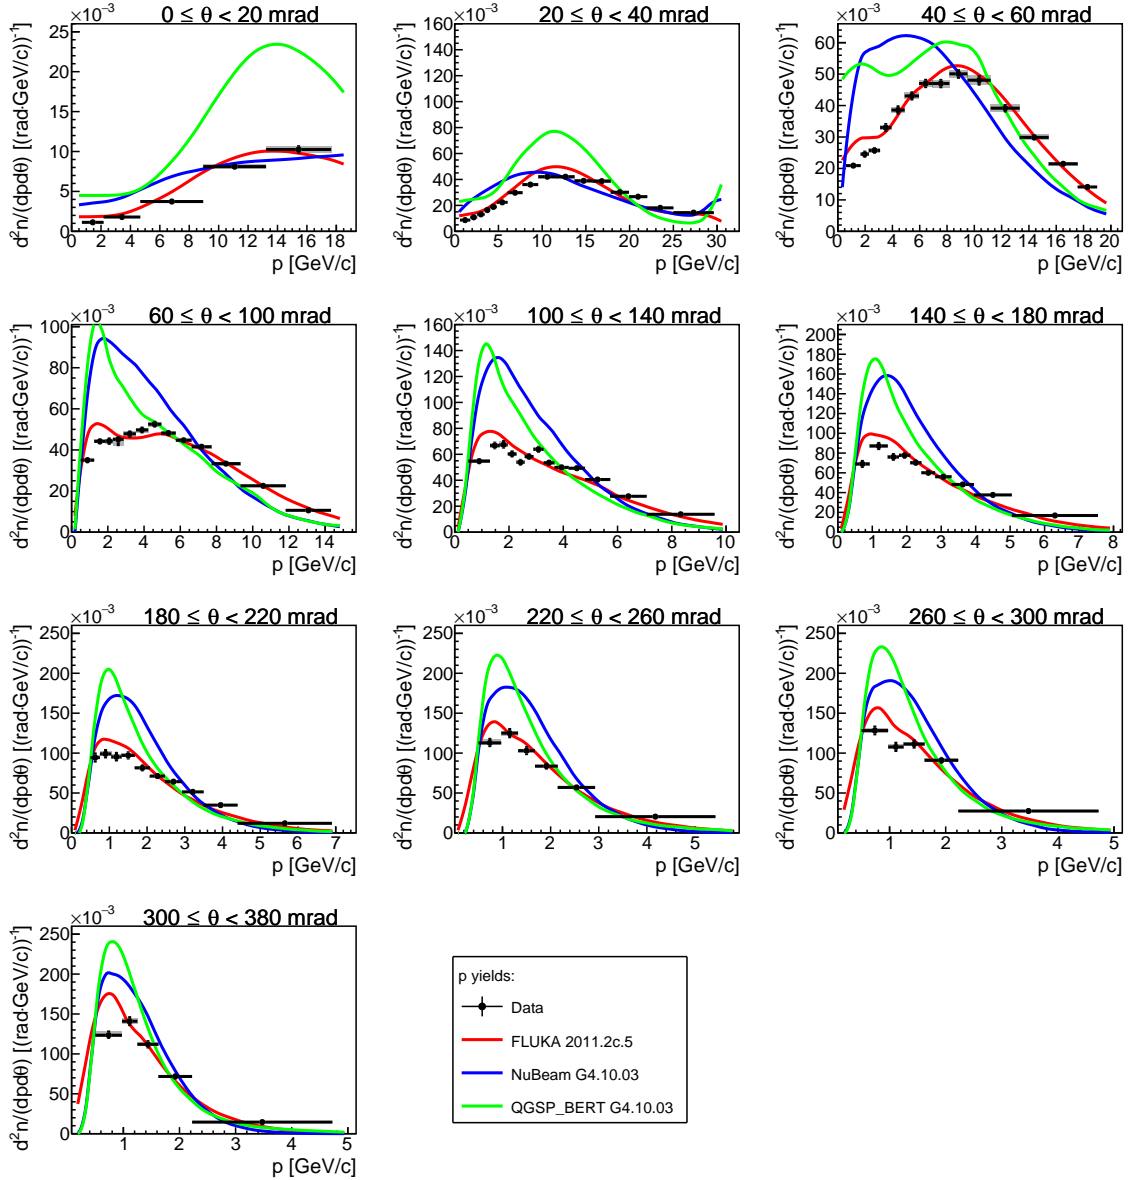 ×10⁻³ 0 ≤ θ < 20 mrad
d²n/(dpdθ) [(rad·GeV/c))⁻¹]
25
20
15
10
5
0
0 2 4 6 8 10 12 14 16 18
p [GeV/c]
×10⁻³ 20 ≤ θ < 40 mrad
d²n/(dpdθ) [(rad·GeV/c))⁻¹]
160
140
120
100
80
60
40
20
0
0 5 10 15 20 25 30
p [GeV/c]
×10⁻³ 40 ≤ θ < 60 mrad
d²n/(dpdθ) [(rad·GeV/c))⁻¹]
60
50
40
30
20
10
0
0 2 4 6 8 10 12 14 16 18 20
p [GeV/c]
×10⁻³ 60 ≤ θ < 100 mrad
d²n/(dpdθ) [(rad·GeV/c))⁻¹]
100
80
60
40
20
0
0 2 4 6 8 10 12 14
p [GeV/c]
×10⁻³ 100 ≤ θ < 140 mrad
d²n/(dpdθ) [(rad·GeV/c))⁻¹]
160
140
120
100
80
60
40
20
0
0 2 4 6 8 10
p [GeV/c]
×10⁻³ 140 ≤ θ < 180 mrad
d²n/(dpdθ) [(rad·GeV/c))⁻¹]
200
180
160
140
120
100
80
60
40
20
0
0 1 2 3 4 5 6 7 8
p [GeV/c]
×10⁻³ 180 ≤ θ < 220 mrad
d²n/(dpdθ) [(rad·GeV/c))⁻¹]
250
200
150
100
50
0
0 1 2 3 4 5 6 7
p [GeV/c]
×10⁻³ 220 ≤ θ < 260 mrad
d²n/(dpdθ) [(rad·GeV/c))⁻¹]
250
200
150
100
50
0
1 2 3 4 5
p [GeV/c]
×10⁻³ 260 ≤ θ < 300 mrad
d²n/(dpdθ) [(rad·GeV/c))⁻¹]
250
200
150
100
50
0
1 2 3 4 5
p [GeV/c]
×10⁻³ 300 ≤ θ < 380 mrad
d²n/(dpdθ) [(rad·GeV/c))⁻¹]
250
200
150
100
50
0
1 2 3 4 5
p [GeV/c]
p yields:
Data
FLUKA 2011.2c.5
NuBeam G4.10.03
QGSP_BERT G4.10.03